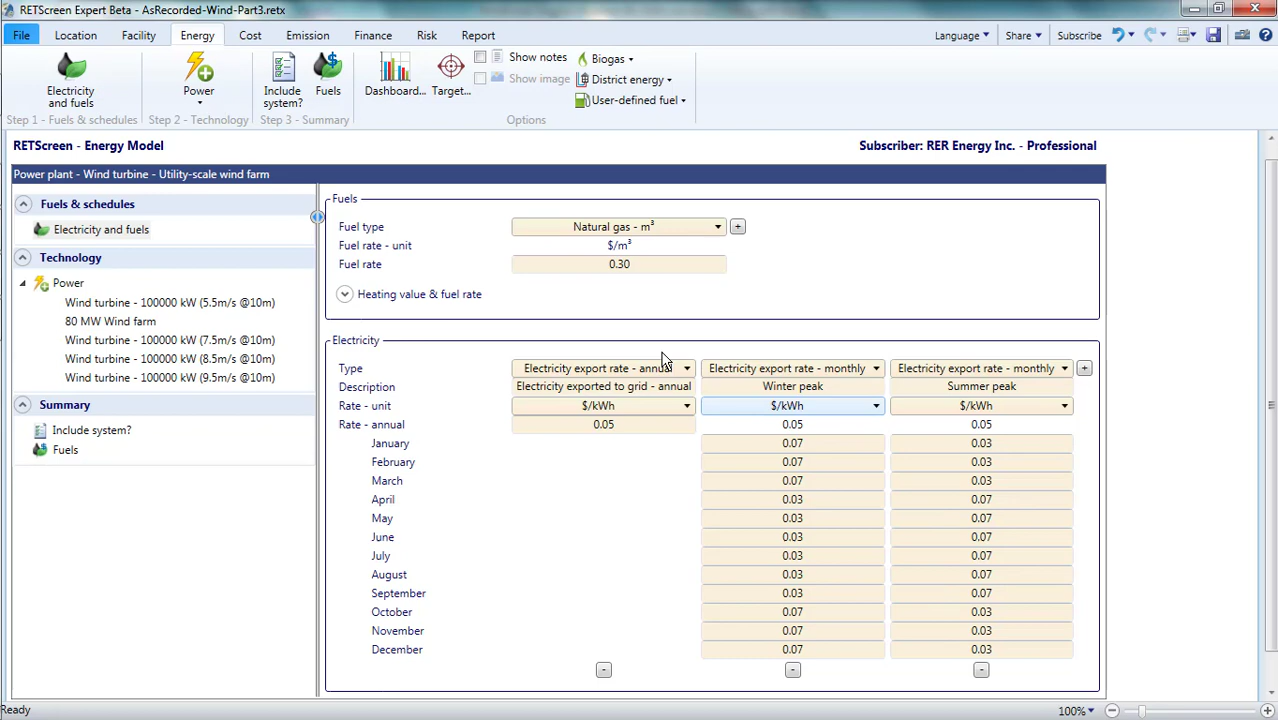 RETScreen Expert Beta - AsRecorded-Wind-Part3.retx
File Location Facility Energy Cost Emission Finance Risk Report Language Share Subscribe
Electricity and fuels
Power
Include system?
Fuels
Dashboard...
Target...
Show notes
Show image
Biogas
District energy
User-defined fuel
Step 1 - Fuels & schedules Step 2 - Technology Step 3 - Summary Options
RETScreen - Energy Model Subscriber: RER Energy Inc. - Professional
Power plant - Wind turbine - Utility-scale wind farm
Fuels & schedules
Electricity and fuels
Technology
Power
Wind turbine - 100000 kW (5.5m/s @10m)
80 MW Wind farm
Wind turbine - 100000 kW (7.5m/s @10m)
Wind turbine - 100000 kW (8.5m/s @10m)
Wind turbine - 100000 kW (9.5m/s @10m)
Summary
Include system?
Fuels
Fuels
Fuel type Natural gas - m³ +
Fuel rate - unit $/m³
Fuel rate 0.30
Heating value & fuel rate
Electricity
Type Electricity export rate - annual Electricity export rate - monthly Electricity export rate - monthly +
Description Electricity exported to grid - annual Winter peak Summer peak
Rate - unit $/kWh $/kWh $/kWh
Rate - annual 0.05 0.05 0.05
January 0.07 0.03
February 0.07 0.03
March 0.07 0.03
April 0.03 0.07
May 0.03 0.07
June 0.03 0.07
July 0.03 0.07
August 0.03 0.07
September 0.03 0.07
October 0.07 0.03
November 0.07 0.03
December 0.07 0.03
- - -
Ready 100%